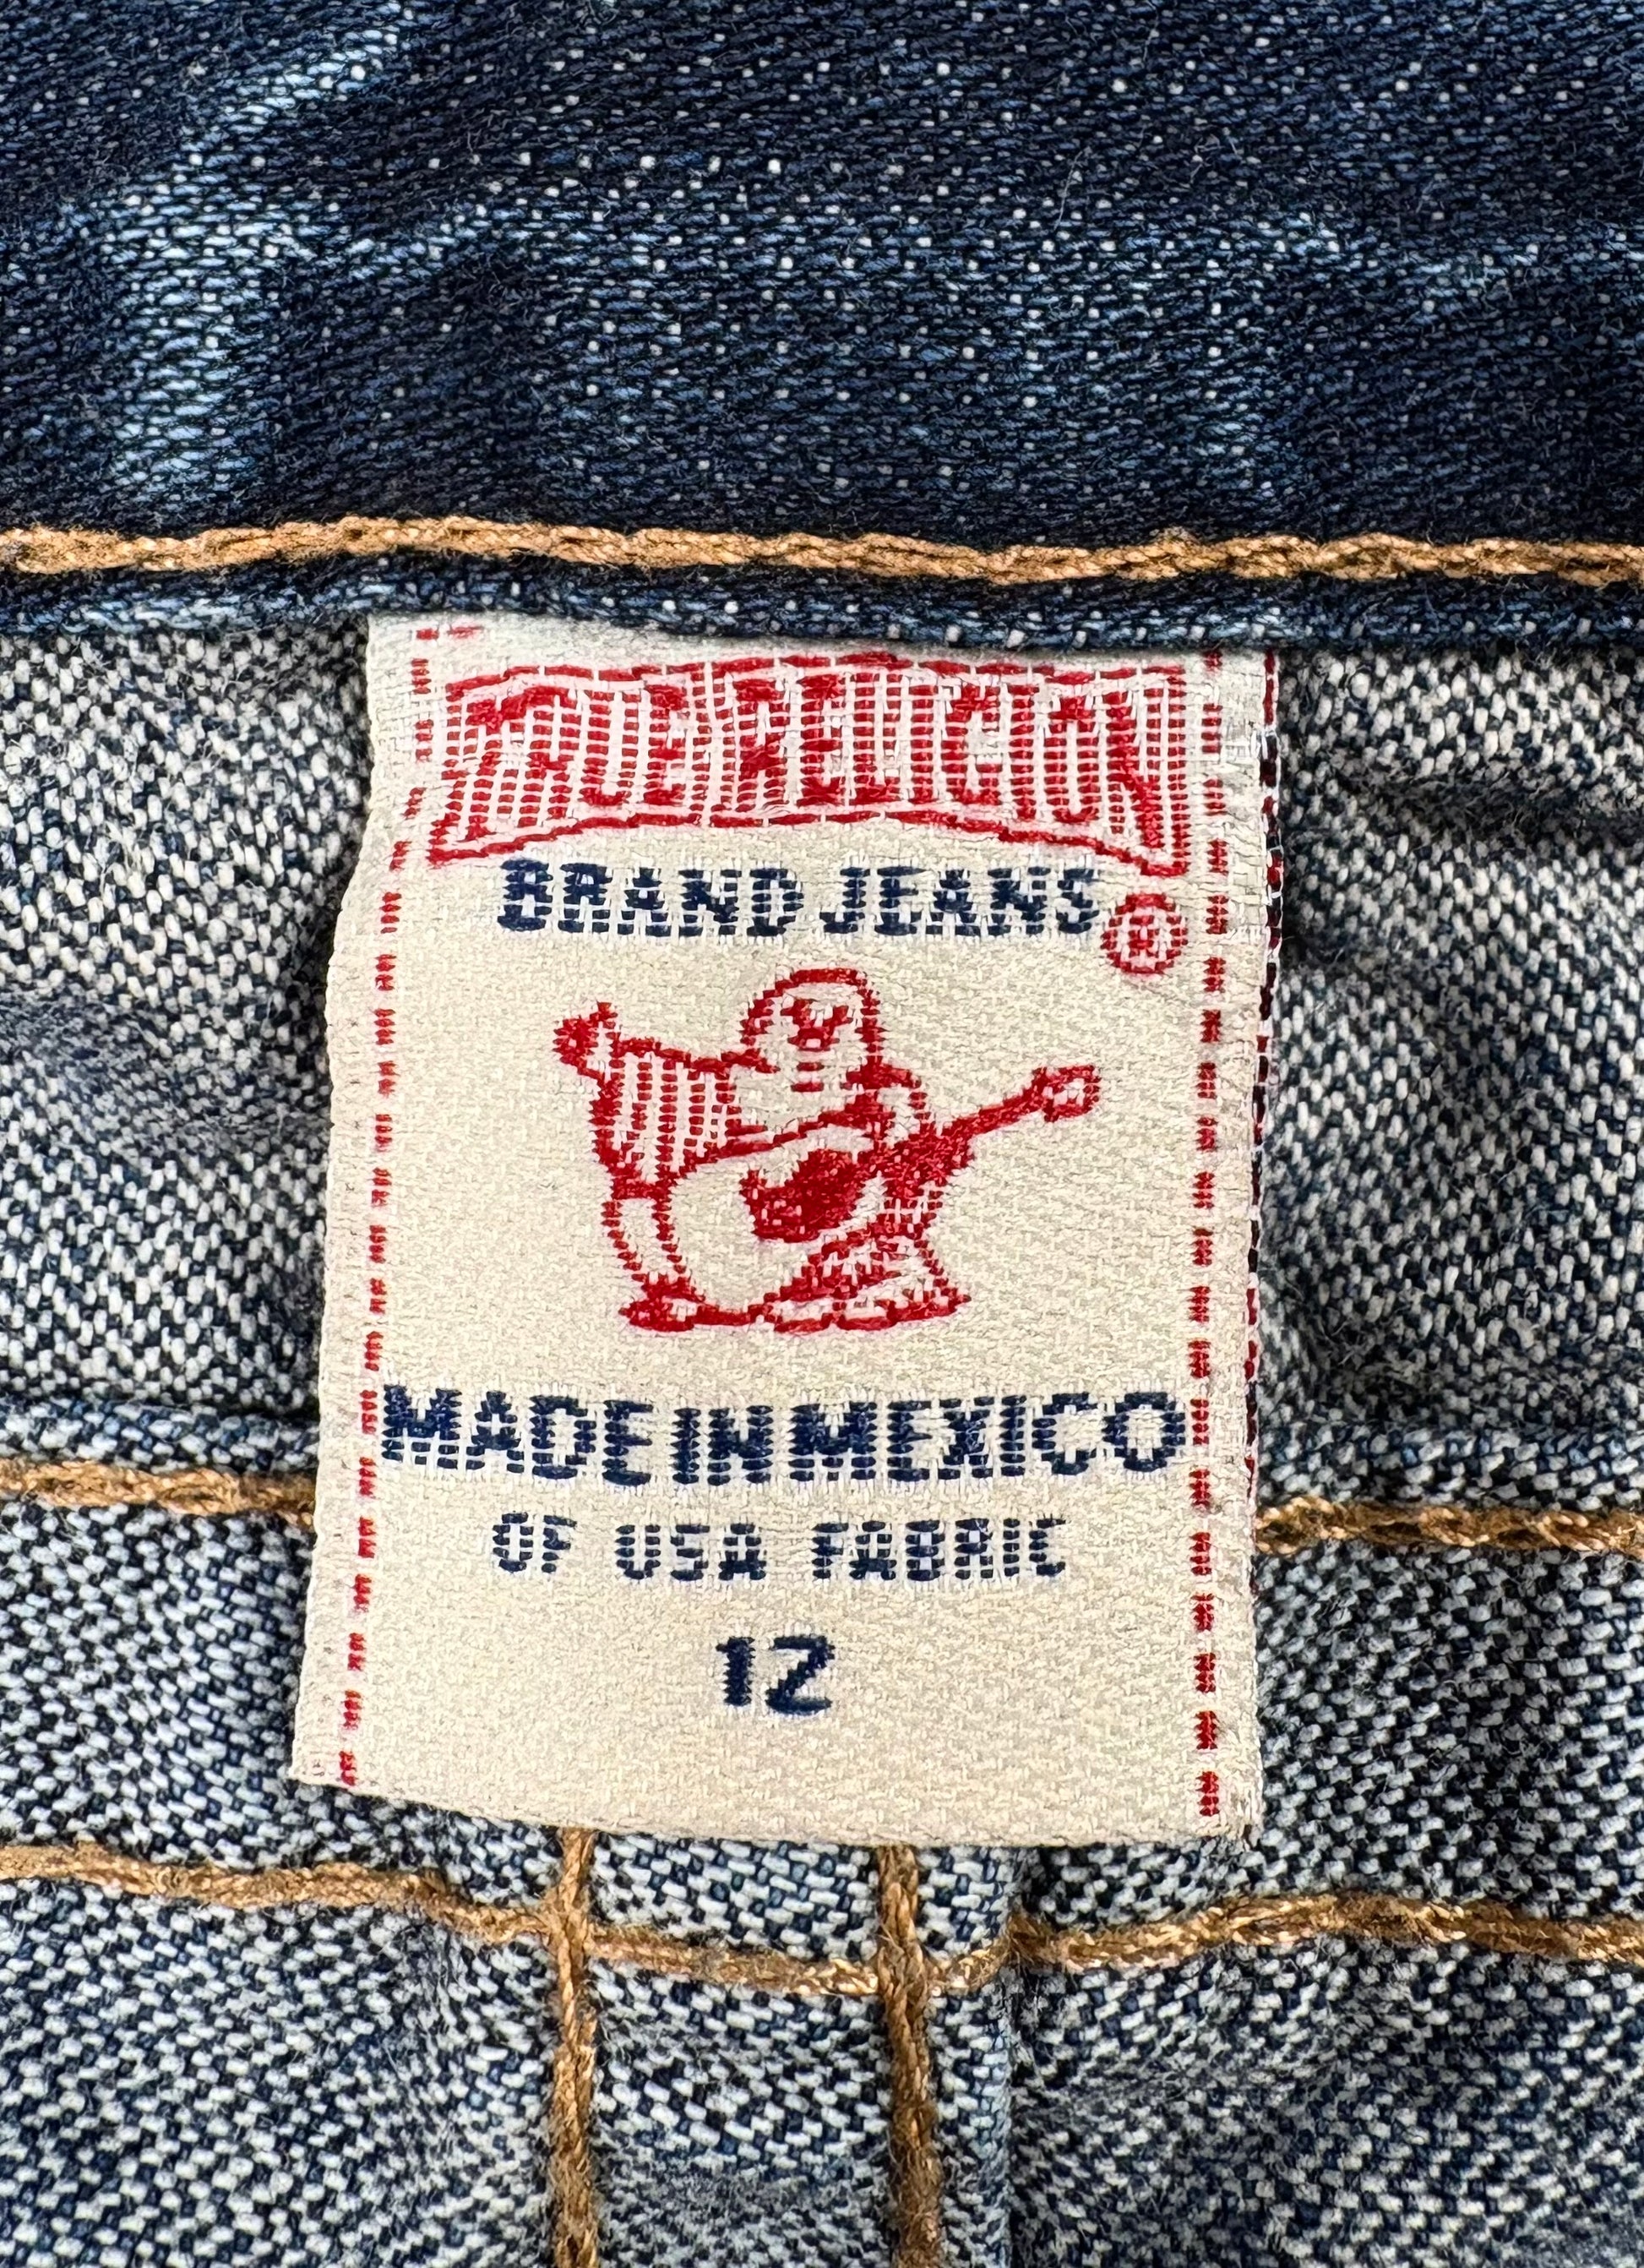 TRUE RELIGION
BRAND JEANS ®
MADE IN MEXICO
OF USA FABRIC
12